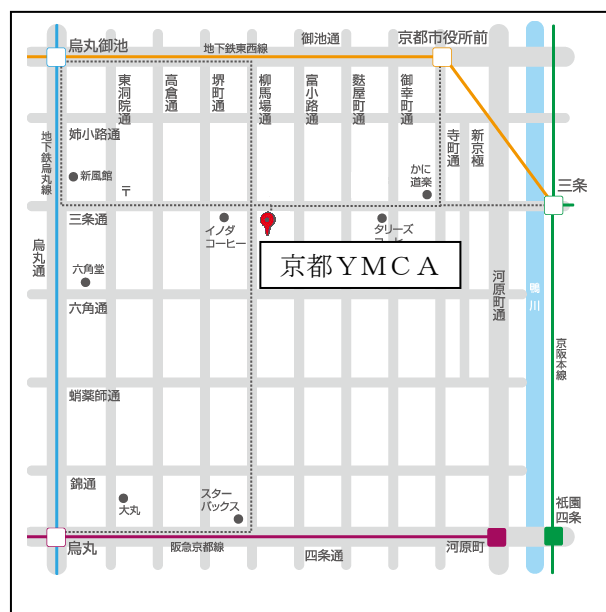 烏丸御池
地下鉄東西線
御池通
京都市役所前
東洞院通
高倉通
堺町通
柳馬場通
富小路通
麩屋町通
御幸町通
寺町通
新京極
姉小路通
地下鉄烏丸線
新風館
〒
かに
道楽
三条
三条通
イノダ
コーヒー
タリーズ
烏丸通
六角堂
京都YMCA
六角通
河原町通
鴨川
京阪本線
蛸薬師通
錦通
大丸
スター
バックス
祇園
四条
烏丸
阪急京都線
四条通
河原町